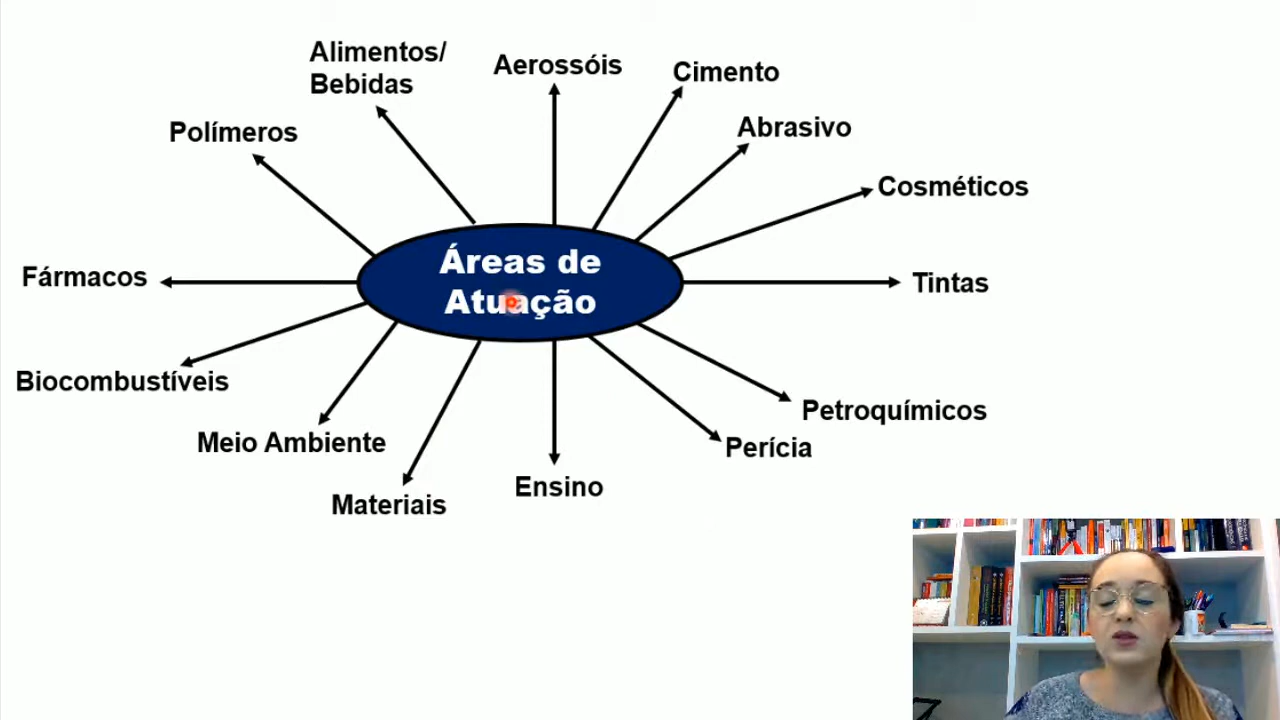 Alimentos/
Bebidas
Aerossóis
Cimento
Polímeros
Abrasivo
Cosméticos
Áreas de
Atuação
Fármacos
Tintas
Biocombustíveis
Petroquímicos
Meio Ambiente
Perícia
Materiais
Ensino